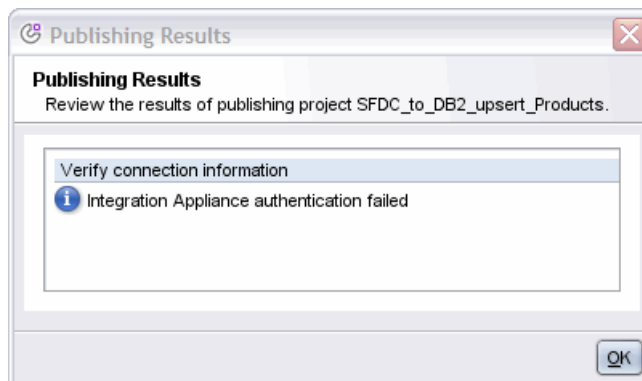 Publishing Results
Publishing Results
Review the results of publishing project SFDC_to_DB2_upsert_Products.
Verify connection information
Integration Appliance authentication failed
OK